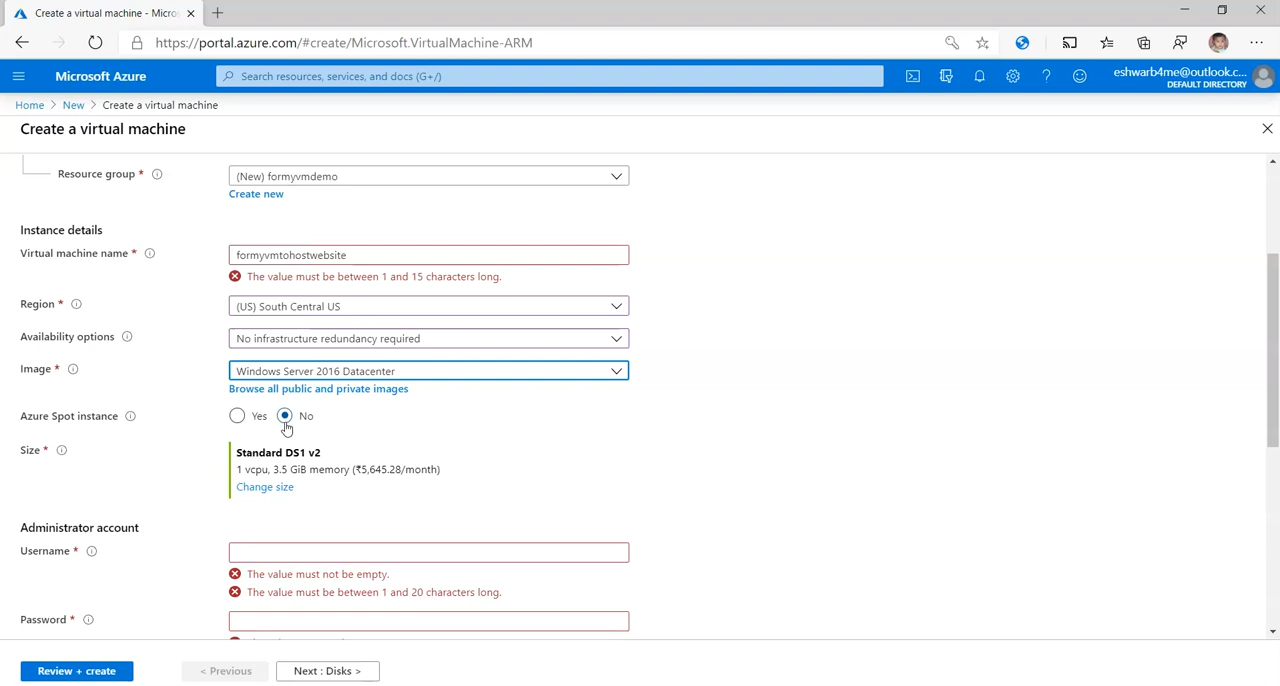 Create a virtual machine - Micro
https://portal.azure.com/#create/Microsoft.VirtualMachine-ARM
Microsoft Azure
Search resources, services, and docs (G+/)
eshwarb4me@outlook.c...
DEFAULT DIRECTORY
Home > New > Create a virtual machine
Create a virtual machine
Resource group *
(New) formyvmdemo
Create new
Instance details
Virtual machine name *
formyvmtohostwebsite
The value must be between 1 and 15 characters long.
Region *
(US) South Central US
Availability options
No infrastructure redundancy required
Image *
Windows Server 2016 Datacenter
Browse all public and private images
Azure Spot instance
Yes No
Size *
Standard DS1 v2
1 vcpu, 3.5 GiB memory (₹5,645.28/month)
Change size
Administrator account
Username *
The value must not be empty.
The value must be between 1 and 20 characters long.
Password *
Review + create
< Previous
Next : Disks >